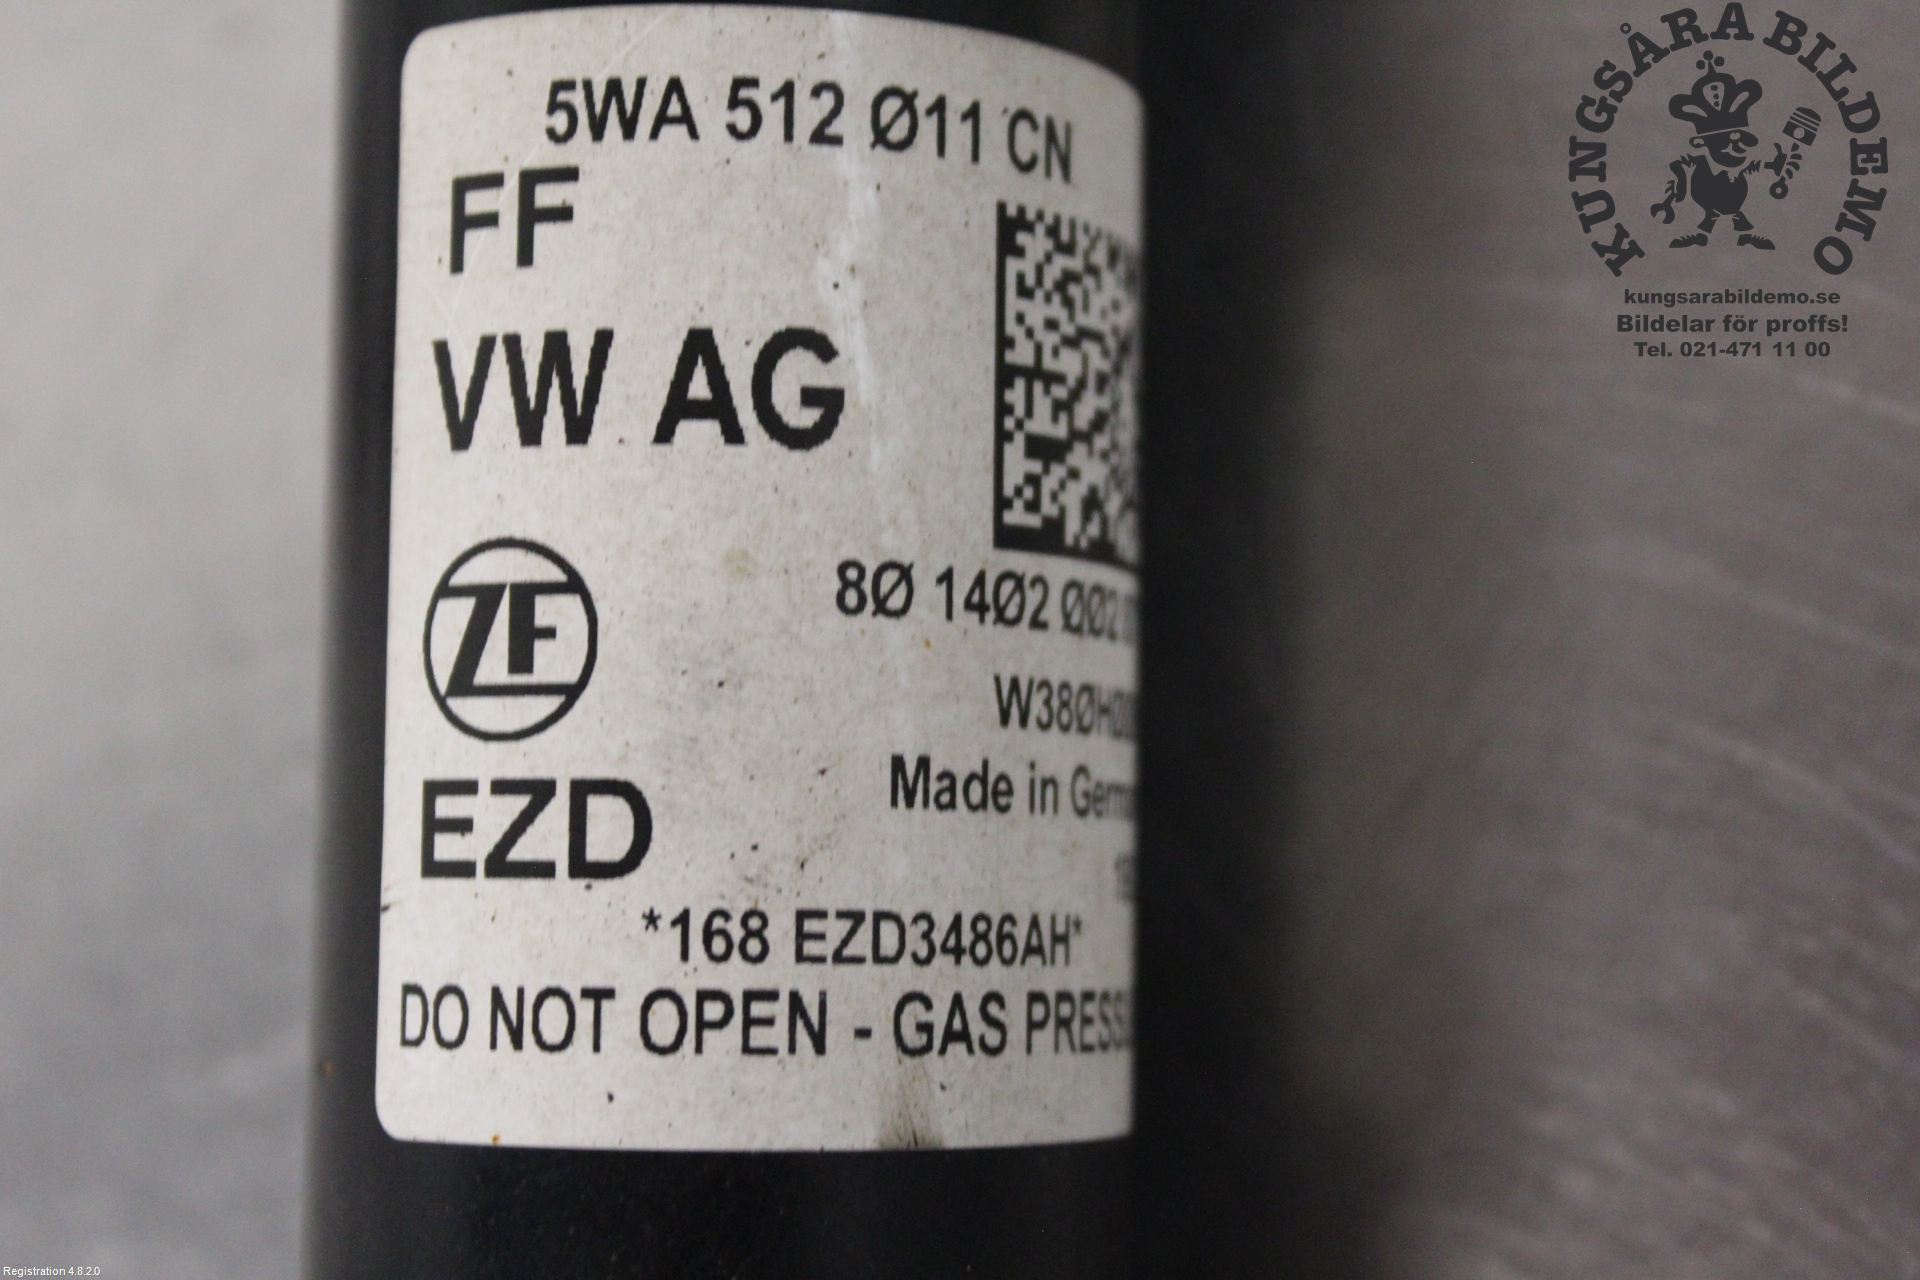 5WA 512 Ø11 CN
FF
VW AG
ZF
8Ø 14Ø2 ØØ2
W38ØH
Made in
EZD
*168 EZD3486AH*
DO NOT OPEN - GAS
KUNGSÅRA BILDEMO
kungsarabildemo.se
Bildelar för proffs!
Tel. 021-471 11 00
Registration 4.8.2.0